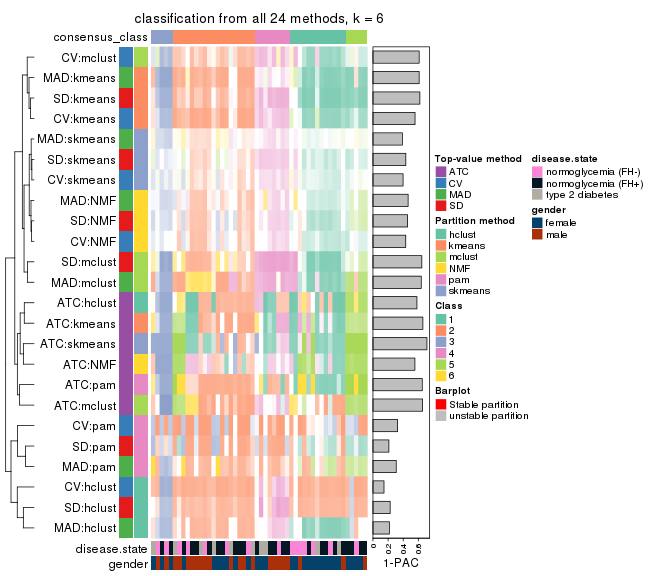 classification from all 24 methods, k = 6
consensus_class
CV:mclust
MAD:kmeans
SD:kmeans
CV:kmeans
MAD:skmeans
SD:skmeans
CV:skmeans
MAD:NMF
SD:NMF
CV:NMF
SD:mclust
MAD:mclust
ATC:hclust
ATC:kmeans
ATC:skmeans
ATC:NMF
ATC:pam
ATC:mclust
CV:pam
SD:pam
MAD:pam
CV:hclust
SD:hclust
MAD:hclust
disease.state
gender
0
0.2
0.4
0.6
1-PAC
Top-value method
ATC
CV
MAD
SD
Partition method
hclust
kmeans
mclust
NMF
pam
skmeans
Class
1
2
3
4
5
6
Barplot
Stable partition
unstable partition
disease.state
normoglycemia (FH-)
normoglycemia (FH+)
type 2 diabetes
gender
female
male